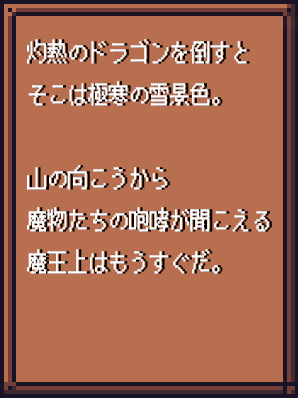 灼熱のドラゴンを倒すと
そこは極寒の雪景色。
山の向こうから
魔物たちの咆哮が聞こえる
魔王上はもうすぐだ。